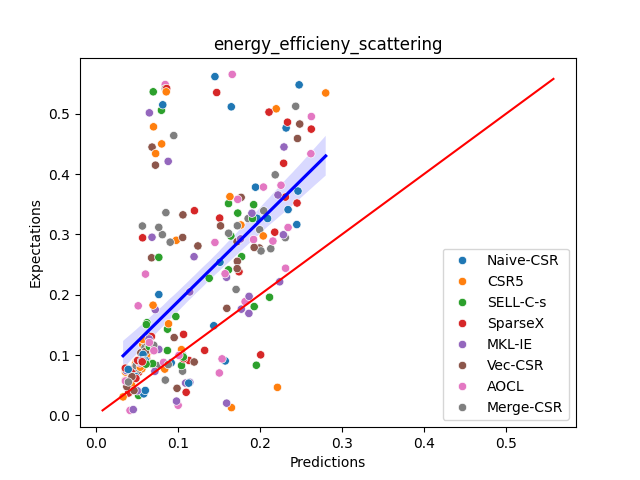 energy_efficieny_scattering
Expectations
0.5
0.4
0.3
0.2
0.1
0.0
Naive-CSR
CSR5
SELL-C-s
SparseX
MKL-IE
Vec-CSR
AOCL
Merge-CSR
0.0 0.1 0.2 0.3 0.4 0.5
Predictions